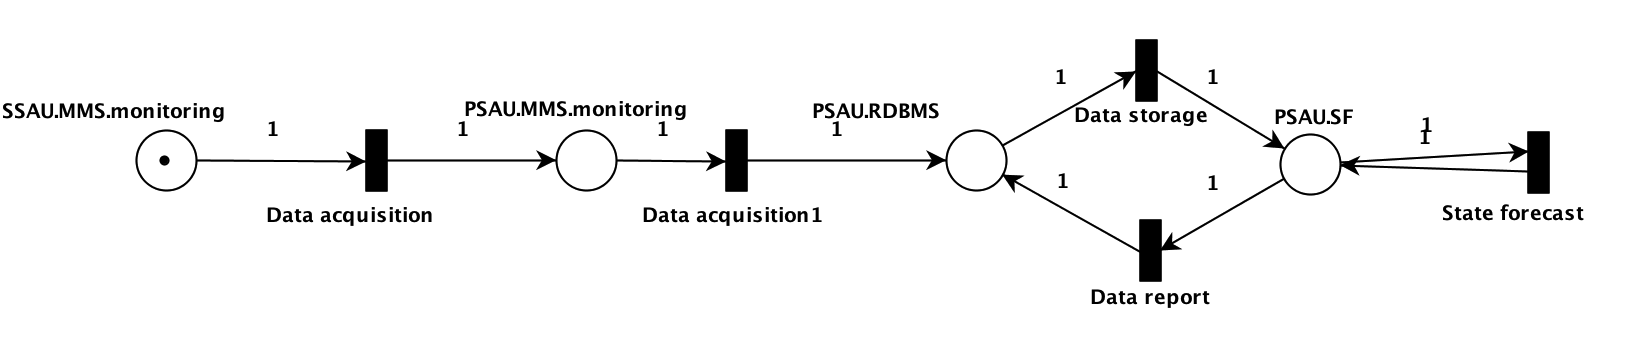 SSAU.MMS.monitoring
1
Data acquisition
1
PSAU.MMS.monitoring
1
Data acquisition1
1
PSAU.RDBMS
1
Data storage
1
PSAU.SF
1
1
State forecast
1
Data report
1